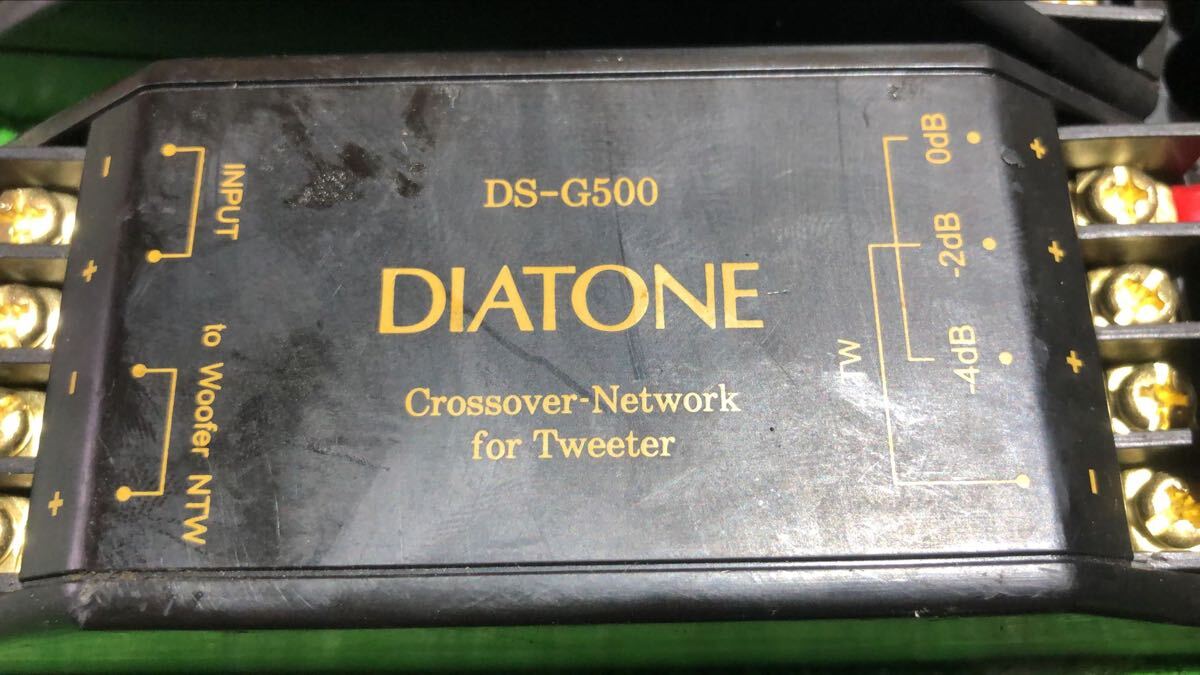 DS-G500
DIATONE
Crossover-Network
for Tweeter
INPUT
- +
to Woofer NTW
- +
TW
0dB
-2dB
-4dB
+
+
+
-